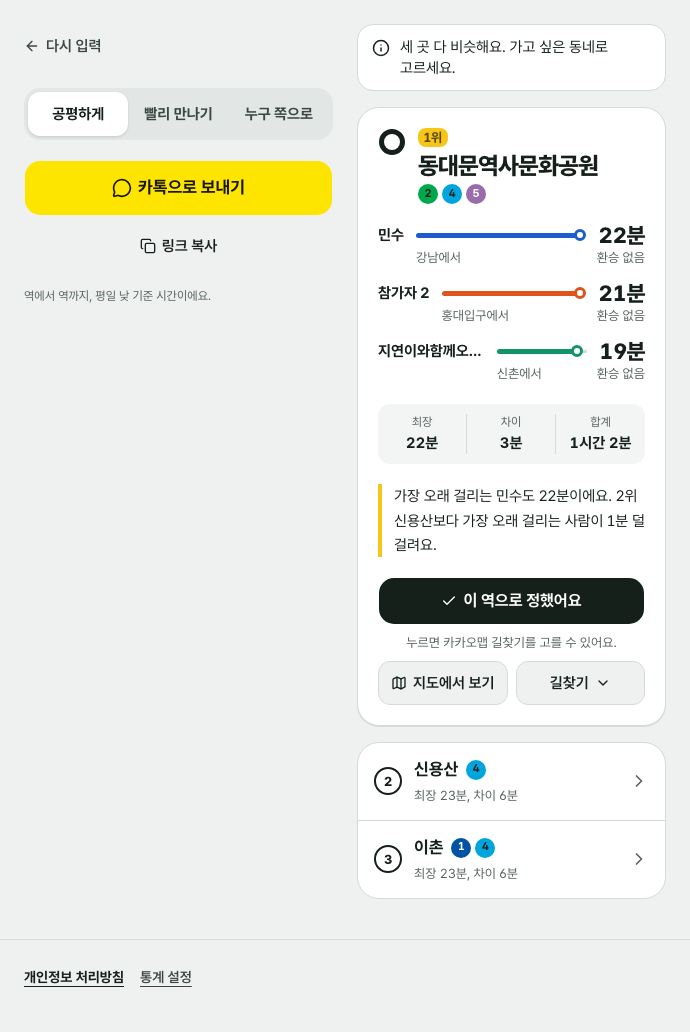 다시 입력
공평하게
빨리 만나기
누구 쪽으로
카톡으로 보내기
링크 복사
역에서 역까지, 평일 낮 기준 시간이에요.
세 곳 다 비슷해요. 가고 싶은 동네로
고르세요.
1위
동대문역사문화공원
2 4 5
민수 22분
강남에서 환승 없음
참가자 2 21분
홍대입구에서 환승 없음
지연이와함께오... 19분
신촌에서 환승 없음
최장 차이 합계
22분 3분 1시간 2분
가장 오래 걸리는 민수도 22분이에요. 2위
신용산보다 가장 오래 걸리는 사람이 1분 덜
걸려요.
이 역으로 정했어요
누르면 카카오맵 길찾기를 고를 수 있어요.
지도에서 보기 길찾기
2 신용산 4
최장 23분, 차이 6분
3 이촌 1 4
최장 23분, 차이 6분
개인정보 처리방침 통계 설정